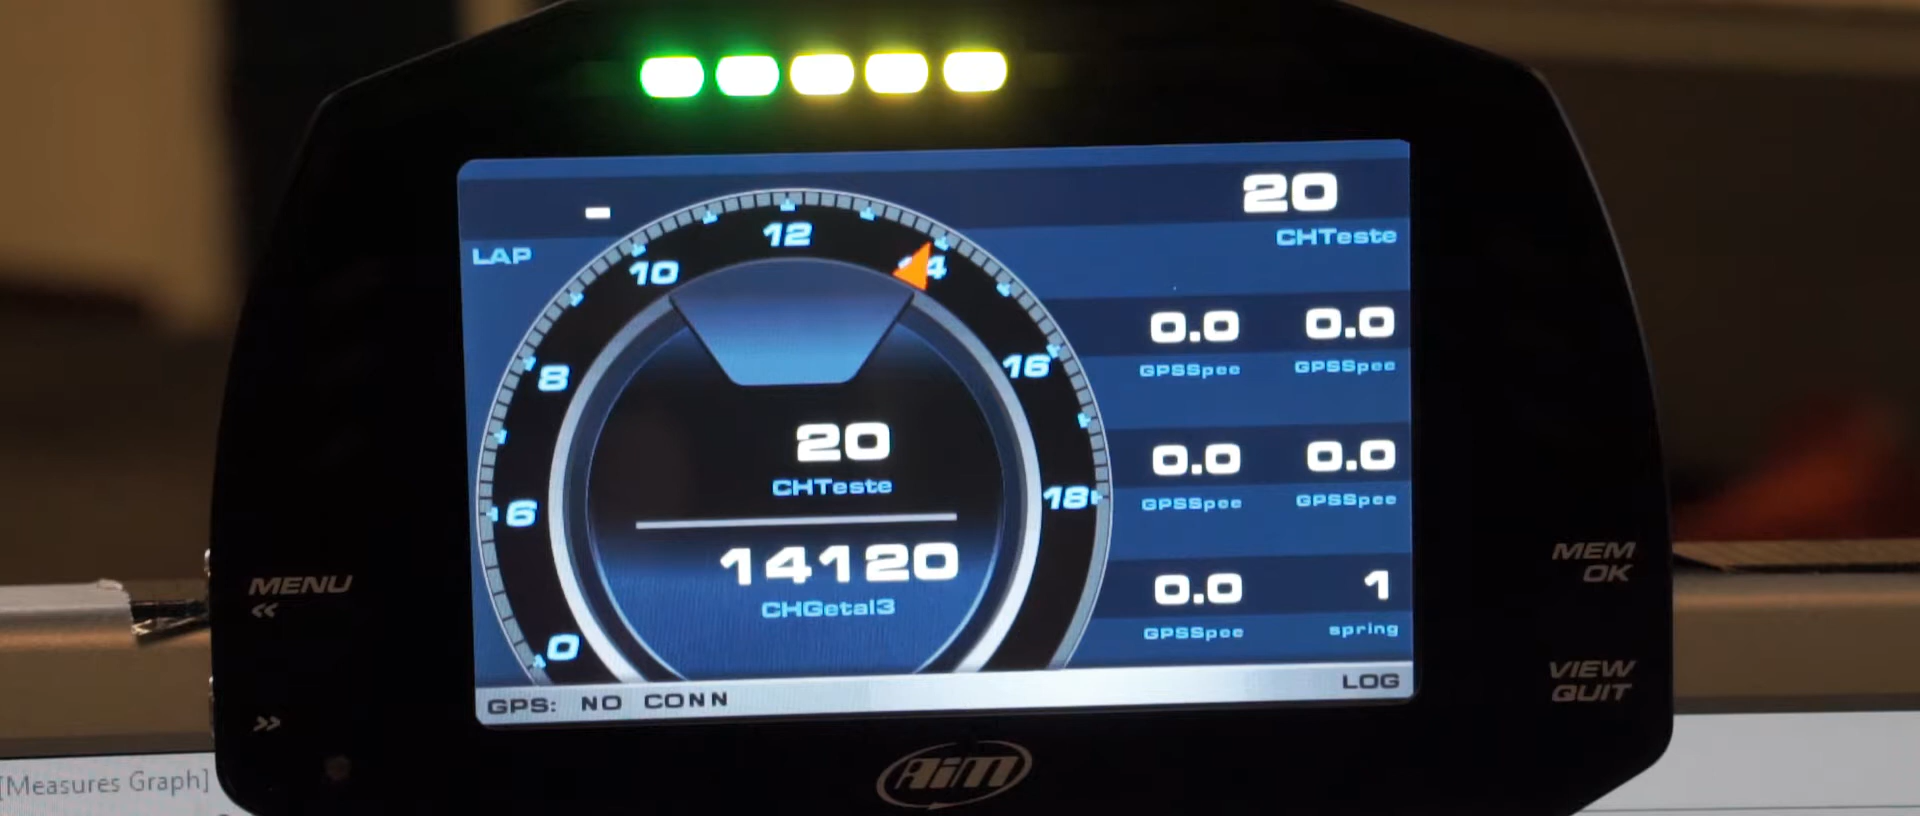 -
LAP
20
CHTeste
12
10
14
8
16
6
18
0
20
CHTeste
14120
CHGetal3
0.0 0.0
GPSSpee GPSSpee
0.0 0.0
GPSSpee GPSSpee
0.0 1
GPSSpee spring
GPS: NO CONN LOG
MENU
<<
>>
MEM
OK
VIEW
QUIT
AiM
[Measures Graph]